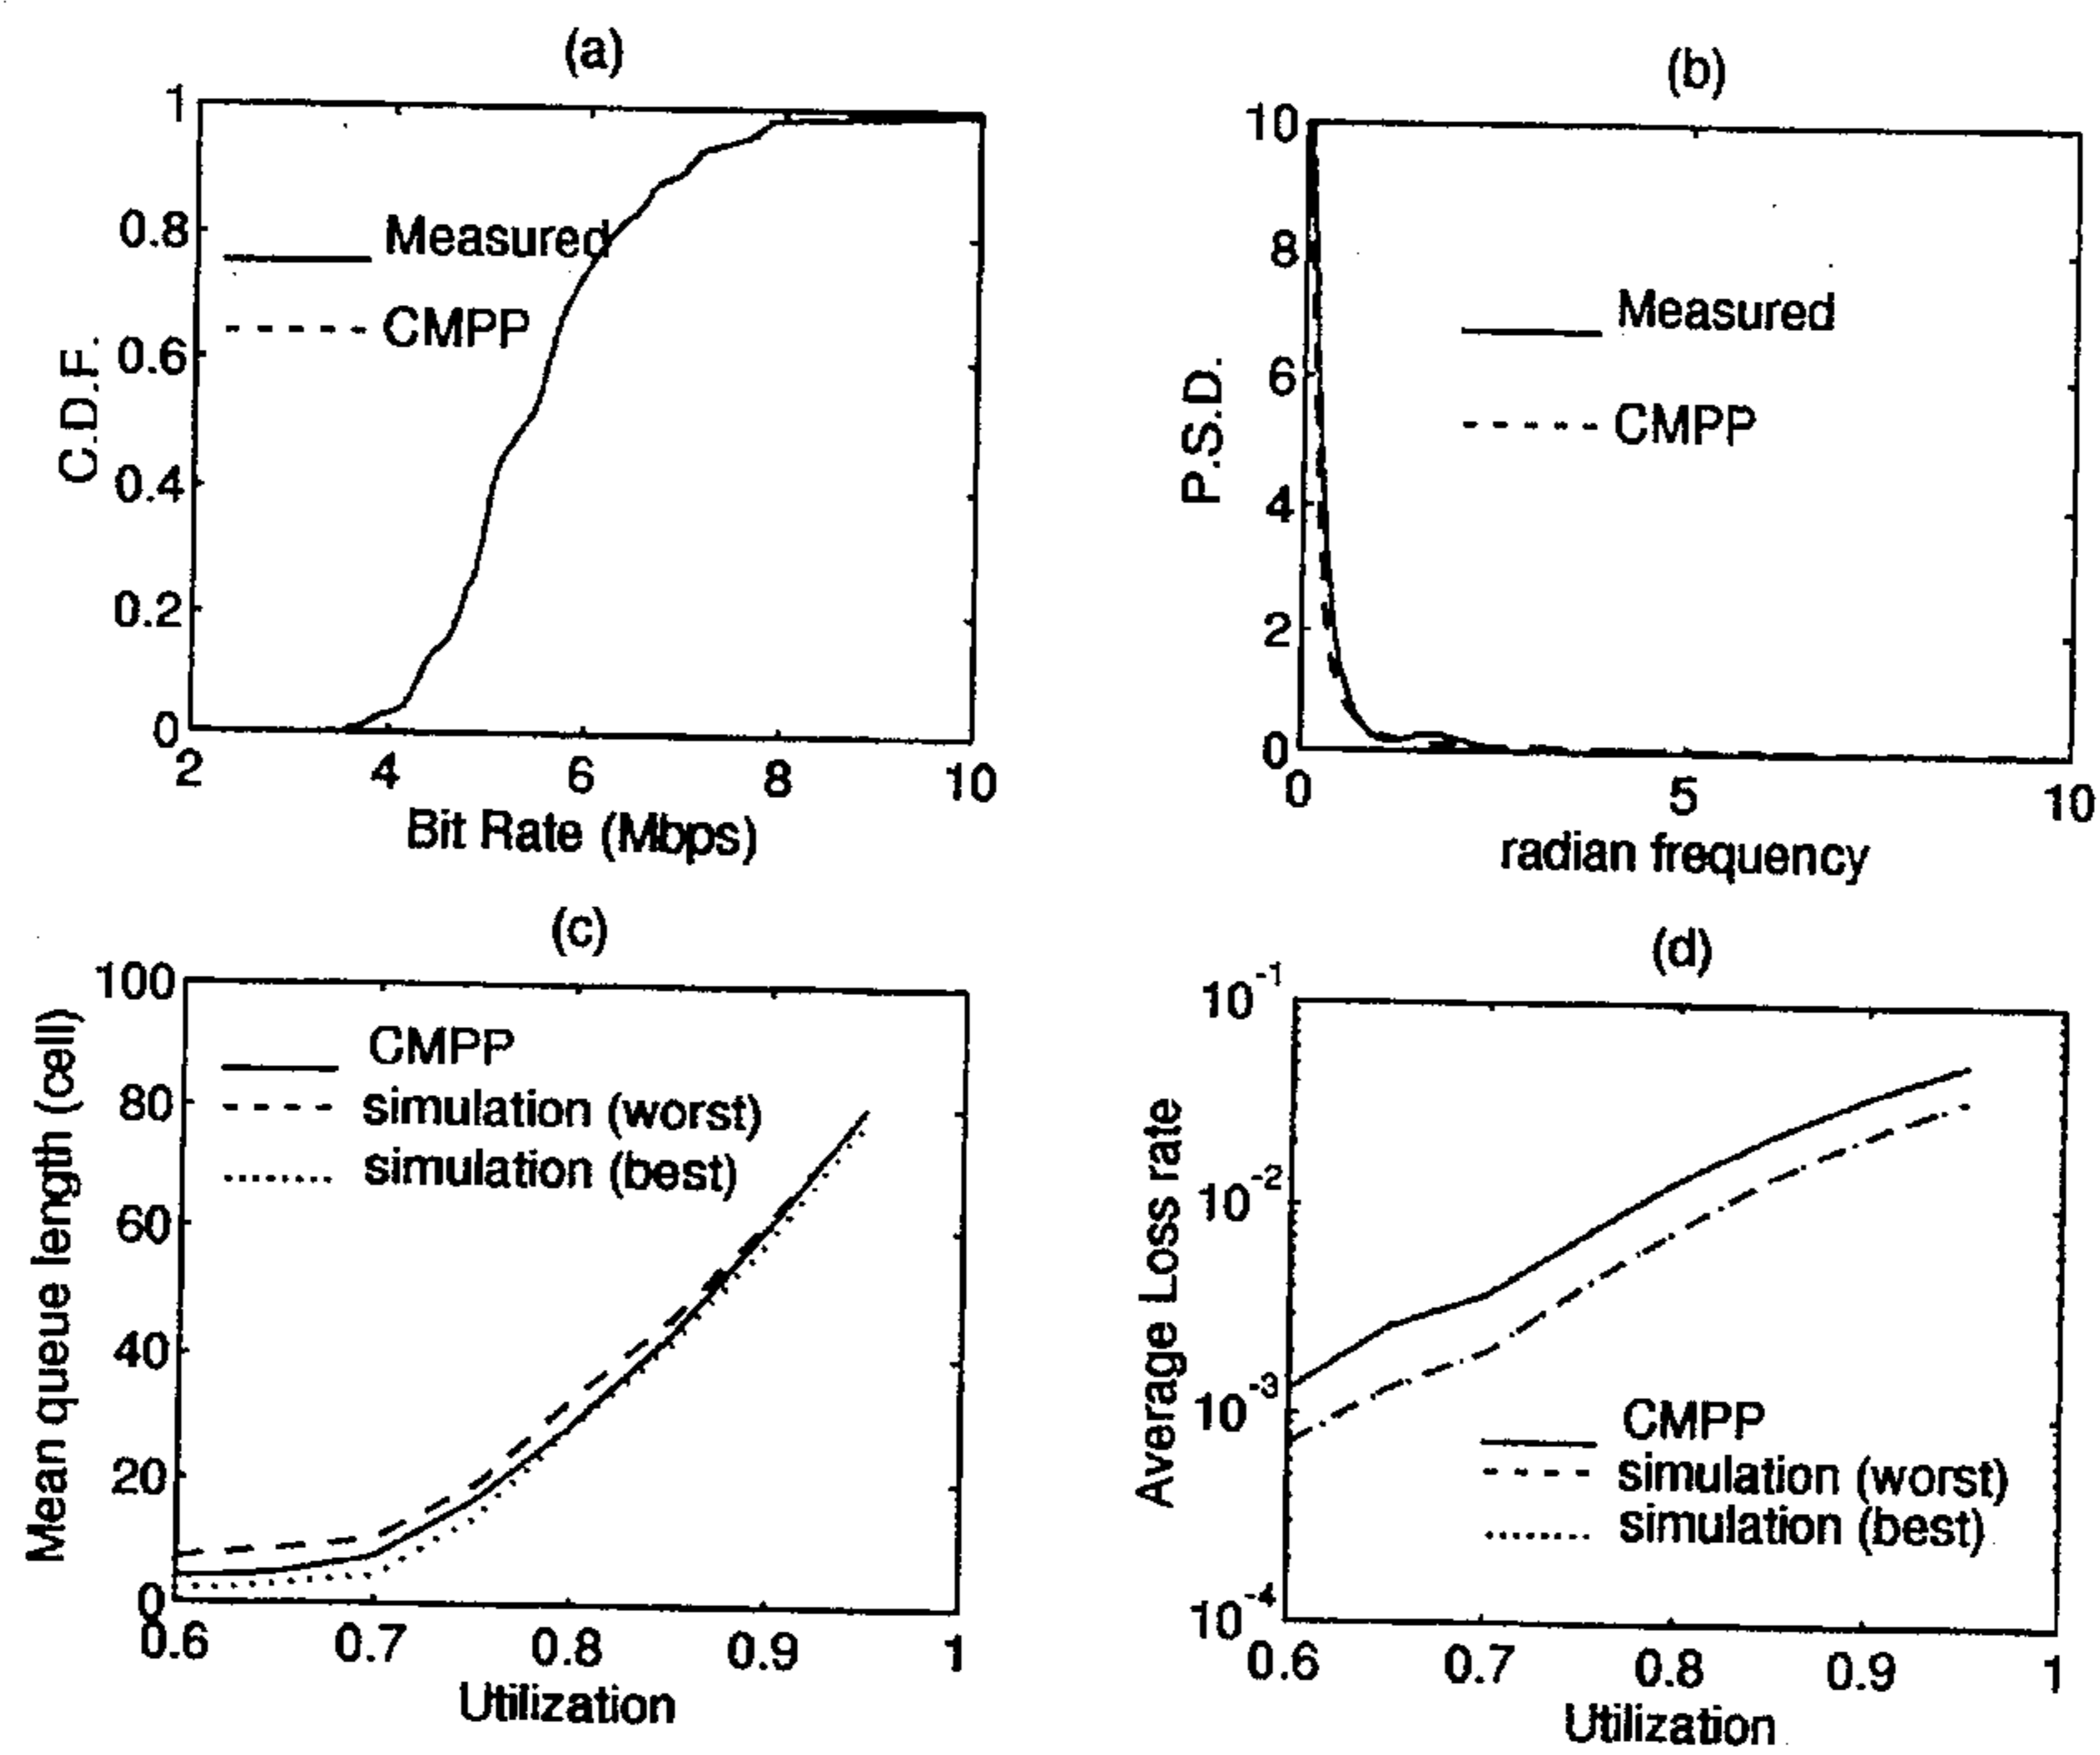 (a)
1
0.8
0.6
0.4
0.2
0
C.D.F.
Measured
CMPP
2 4 6 8 10
Bit Rate (Mbps)
(b)
10
8
6
4
2
0
P.S.D.
Measured
CMPP
0 5 10
radian frequency
(c)
100
80
60
40
20
0
Mean queue length (cell)
CMPP
simulation (worst)
simulation (best)
0.6 0.7 0.8 0.9 1
Utilization
(d)
10^-1
10^-2
10^-3
10^-4
Average Loss rate
CMPP
simulation (worst)
simulation (best)
0.6 0.7 0.8 0.9 1
Utilization